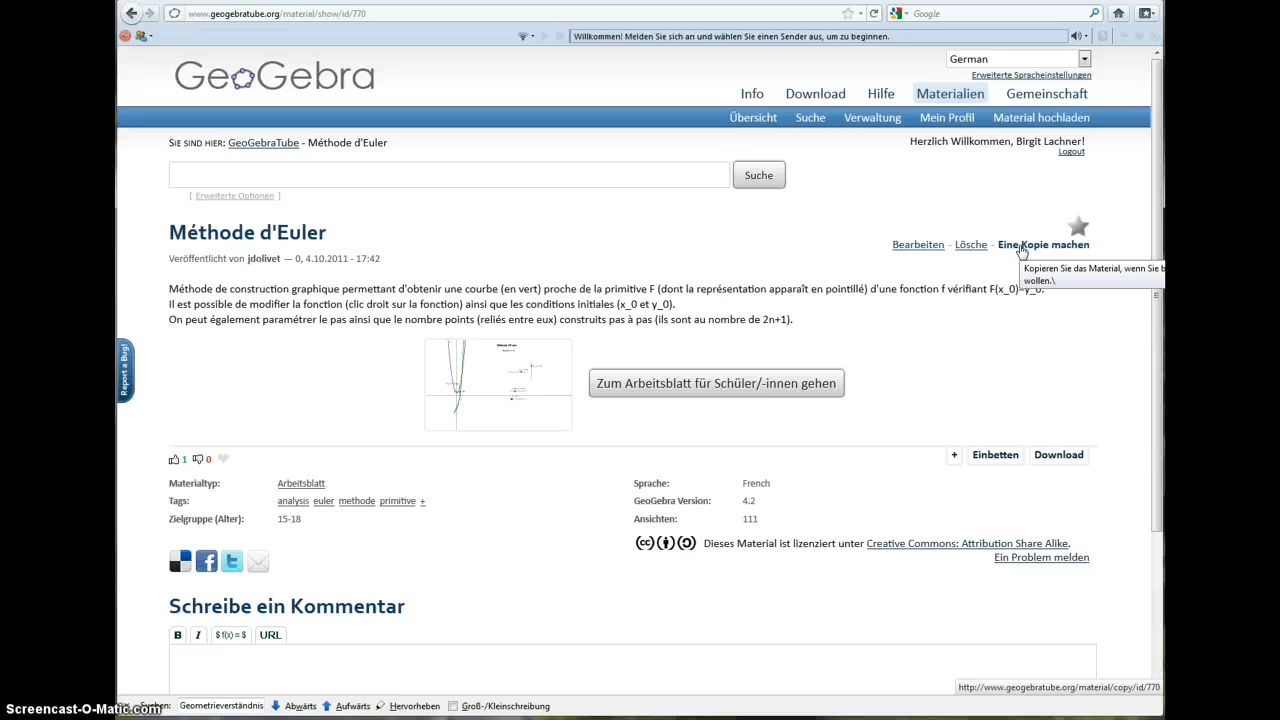 www.geogebratube.org/material/show/id/770
Google
Willkommen! Melden Sie sich an und wählen Sie einen Sender aus, um zu beginnen.
GeoGebra
German
Erweiterte Spracheinstellungen
Info Download Hilfe Materialien Gemeinschaft
Übersicht Suche Verwaltung Mein Profil Material hochladen
SIE SIND HIER: GeoGebraTube - Méthode d'Euler
Herzlich Willkommen, Birgit Lachner!
Logout
Suche
[ Erweiterte Optionen ]
Méthode d'Euler
Bearbeiten - Lösche - Eine Kopie machen
Veröffentlicht von jdolivet — 0, 4.10.2011 - 17:42
Kopieren Sie das Material, wenn Sie b
wollen.\
Méthode de construction graphique permettant d'obtenir une courbe (en vert) proche de la primitive F (dont la représentation apparaît en pointillé) d'une fonction f vérifiant F(x_0)=y_0.
Il est possible de modifier la fonction (clic droit sur la fonction) ainsi que les conditions initiales (x_0 et y_0).
On peut également paramétrer le pas ainsi que le nombre points (reliés entre eux) construits pas à pas (ils sont au nombre de 2n+1).
Report a Bug!
Zum Arbeitsblatt für Schüler/-innen gehen
1 0
+ Einbetten Download
Materialtyp: Arbeitsblatt
Sprache: French
Tags: analysis euler methode primitive +
GeoGebra Version: 4.2
Zielgruppe (Alter): 15-18
Ansichten: 111
Dieses Material ist lizenziert unter Creative Commons: Attribution Share Alike.
Ein Problem melden
Schreibe ein Kommentar
B I $ f(x) = $ URL
http://www.geogebratube.org/material/copy/id/770
Suchen: Geometrieverständnis Abwärts Aufwärts Hervorheben Groß-/Kleinschreibung
Screencast-O-Matic.com